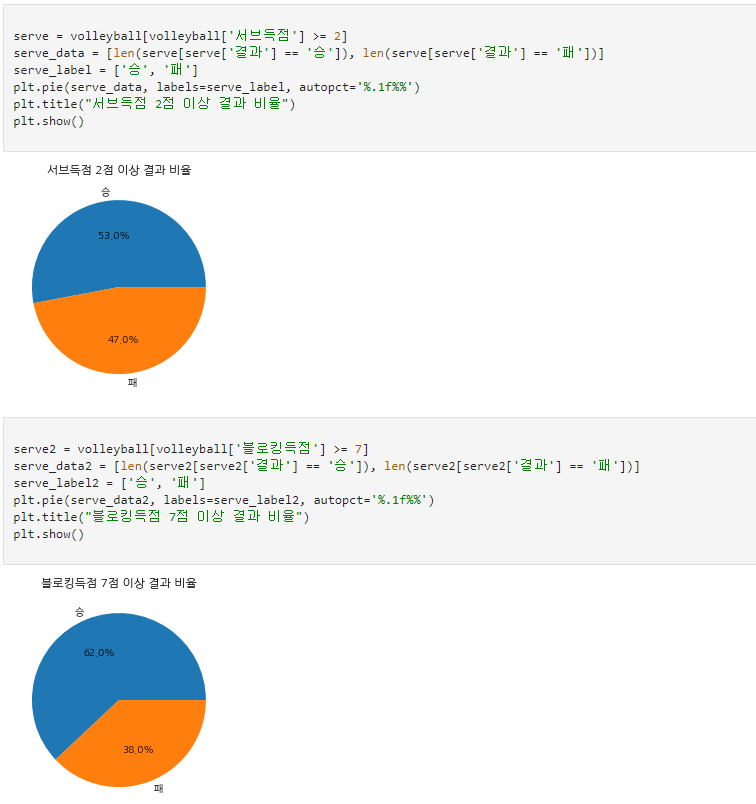 serve = volleyball[volleyball['서브득점'] >= 2]
serve_data = [len(serve[serve['결과'] == '승']), len(serve[serve['결과'] == '패'])]
serve_label = ['승', '패']
plt.pie(serve_data, labels=serve_label, autopct='%.1f%%')
plt.title("서브득점 2점 이상 결과 비율")
plt.show()
서브득점 2점 이상 결과 비율
승
53.0%
47.0%
패
serve2 = volleyball[volleyball['블로킹득점'] >= 7]
serve_data2 = [len(serve2[serve2['결과'] == '승']), len(serve2[serve2['결과'] == '패'])]
serve_label2 = ['승', '패']
plt.pie(serve_data2, labels=serve_label2, autopct='%.1f%%')
plt.title("블로킹득점 7점 이상 결과 비율")
plt.show()
블로킹득점 7점 이상 결과 비율
승
62.0%
38.0%
패